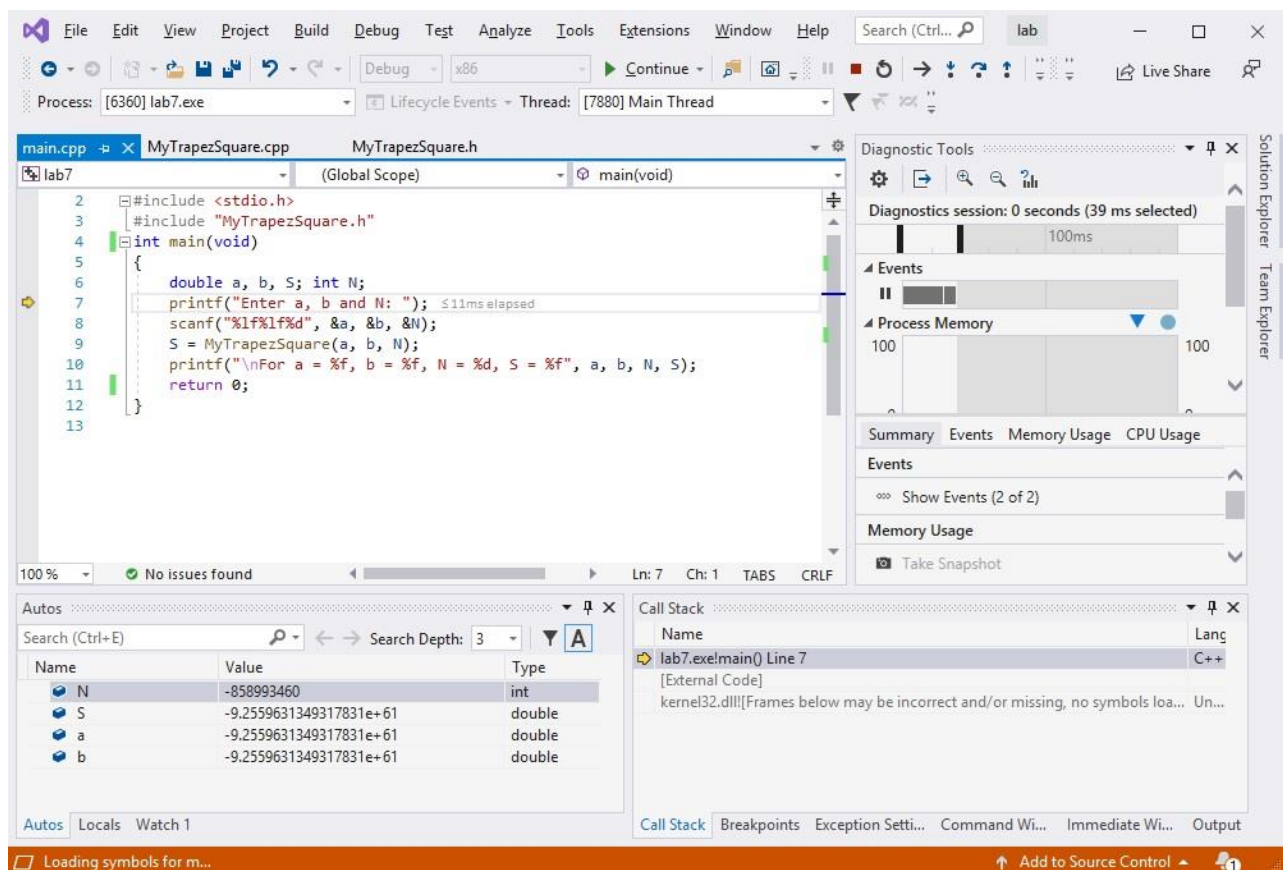 File Edit View Project Build Debug Test Analyze Tools Extensions Window Help Search (Ctrl... lab
Debug x86 Continue Live Share
Process: [6360] lab7.exe Lifecycle Events Thread: [7880] Main Thread
main.cpp MyTrapezSquare.cpp MyTrapezSquare.h
lab7 (Global Scope) main(void)
2 #include <stdio.h>
3 #include "MyTrapezSquare.h"
4 int main(void)
5 {
6 double a, b, S; int N;
7 printf("Enter a, b and N: "); ≤11ms elapsed
8 scanf("%lf%lf%d", &a, &b, &N);
9 S = MyTrapezSquare(a, b, N);
10 printf("\nFor a = %f, b = %f, N = %d, S = %f", a, b, N, S);
11 return 0;
12 }
13
100 % No issues found Ln: 7 Ch: 1 TABS CRLF
Diagnostic Tools
Diagnostics session: 0 seconds (39 ms selected)
100ms
Events
Process Memory
100 100
0 0
Summary Events Memory Usage CPU Usage
Events
Show Events (2 of 2)
Memory Usage
Take Snapshot
Solution Explorer
Team Explorer
Autos
Search (Ctrl+E) Search Depth: 3 A
Name Value Type
N -858993460 int
S -9.2559631349317831e+61 double
a -9.2559631349317831e+61 double
b -9.2559631349317831e+61 double
Autos Locals Watch 1
Call Stack
Name Lang
lab7.exe!main() Line 7 C++
[External Code]
kernel32.dll![Frames below may be incorrect and/or missing, no symbols loa... Un...
Call Stack Breakpoints Exception Setti... Command Wi... Immediate Wi... Output
Loading symbols for m... Add to Source Control 1